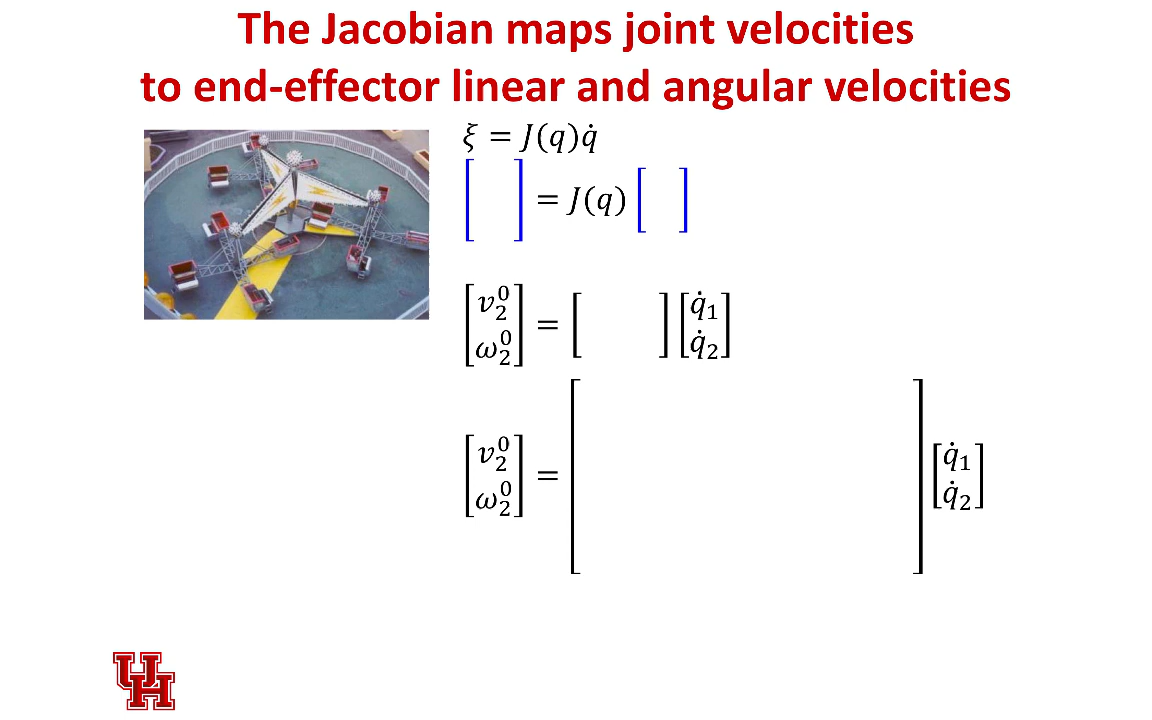 The Jacobian maps joint velocities
to end-effector linear and angular velocities
ξ = J(q)q̇
[ ] = J(q) [ ]
[v₂⁰ ω₂⁰] = [ ] [q̇₁ q̇₂]
[v₂⁰ ω₂⁰] = [ ] [q̇₁ q̇₂]
UH